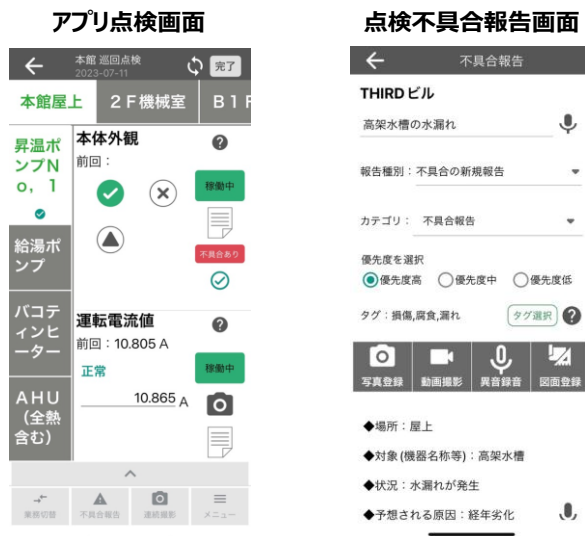 アプリ点検画面
本館 巡回点検
2023-07-11
完了
本館屋上
2F機械室
B1F
昇温ポ
ンプN
o, 1
給湯ポ
ンプ
パコテ
ィンヒ
ーター
AHU
(全熱
含む)
本体外観
前回:
稼働中
不具合あり
運転電流値
前回:10.805 A
正常
稼働中
10.865 A
業務切替
不具合報告
連続撮影
メニュー
点検不具合報告画面
不具合報告
THIRDビル
高架水槽の水漏れ
報告種別:不具合の新規報告
カテゴリ: 不具合報告
優先度を選択
優先度高 優先度中 優先度低
タグ:損傷,腐食,漏れ
タグ選択
写真登録 動画撮影 異音録音 図面登録
◆場所:屋上
◆対象(機器名称等):高架水槽
◆状況:水漏れが発生
◆予想される原因:経年劣化